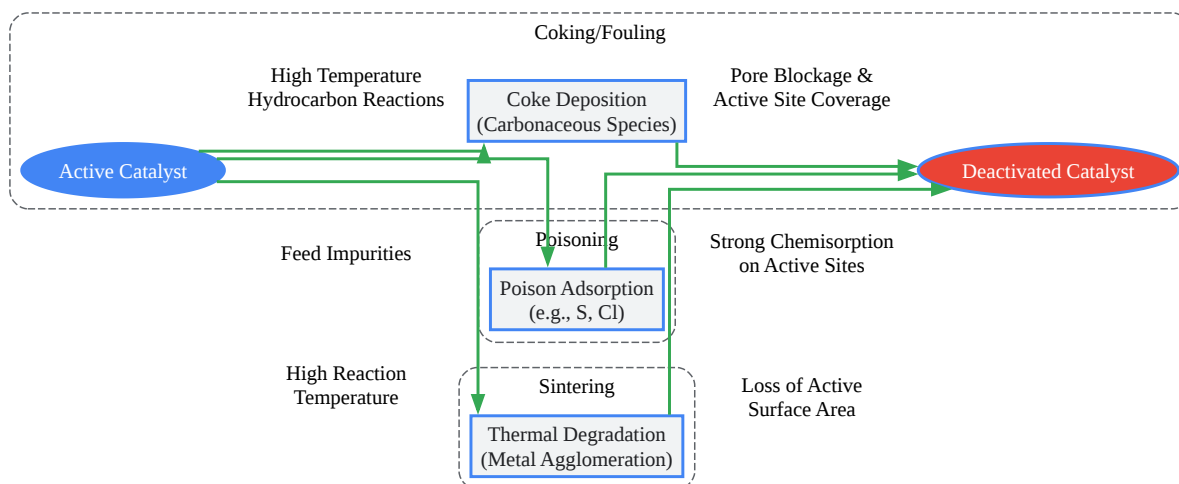 Coking/Fouling
High Temperature
Hydrocarbon Reactions
Coke Deposition
(Carbonaceous Species)
Pore Blockage &
Active Site Coverage
Active Catalyst
Deactivated Catalyst
Feed Impurities
Poisoning
Strong Chemisorption
on Active Sites
Poison Adsorption
(e.g., S, Cl)
High Reaction
Temperature
Sintering
Loss of Active
Surface Area
Thermal Degradation
(Metal Agglomeration)